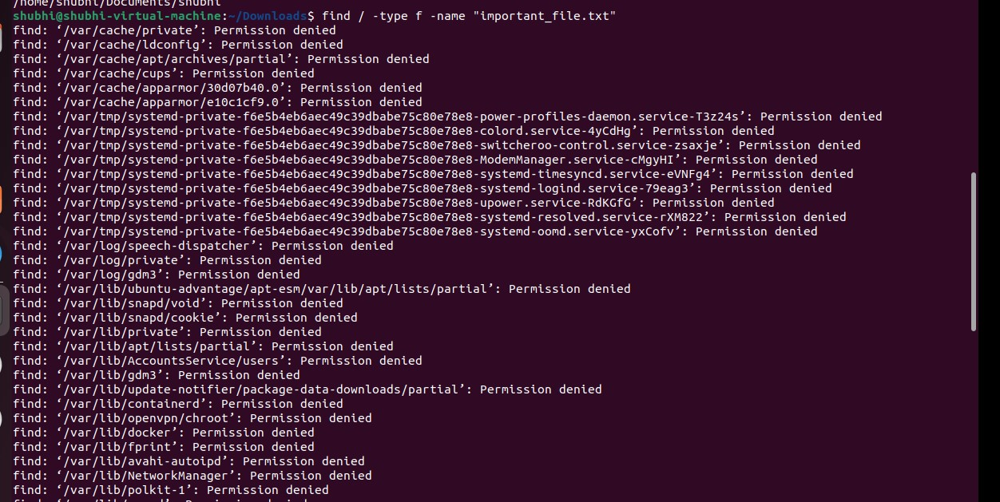 /home/shubhi/Documents/shubhi
shubhi@shubhi-virtual-machine:~/Downloads$ find / -type f -name "important_file.txt"
find: ‘/var/cache/private’: Permission denied
find: ‘/var/cache/ldconfig’: Permission denied
find: ‘/var/cache/apt/archives/partial’: Permission denied
find: ‘/var/cache/cups’: Permission denied
find: ‘/var/cache/apparmor/30d07b40.0’: Permission denied
find: ‘/var/cache/apparmor/e10c1cf9.0’: Permission denied
find: ‘/var/tmp/systemd-private-f6e5b4eb6aec49c39dbabe75c80e78e8-power-profiles-daemon.service-T3z24s’: Permission denied
find: ‘/var/tmp/systemd-private-f6e5b4eb6aec49c39dbabe75c80e78e8-colord.service-4yCdHg’: Permission denied
find: ‘/var/tmp/systemd-private-f6e5b4eb6aec49c39dbabe75c80e78e8-switcheroo-control.service-zsaxje’: Permission denied
find: ‘/var/tmp/systemd-private-f6e5b4eb6aec49c39dbabe75c80e78e8-ModemManager.service-cMgyHI’: Permission denied
find: ‘/var/tmp/systemd-private-f6e5b4eb6aec49c39dbabe75c80e78e8-systemd-timesyncd.service-eVNFg4’: Permission denied
find: ‘/var/tmp/systemd-private-f6e5b4eb6aec49c39dbabe75c80e78e8-systemd-logind.service-79eag3’: Permission denied
find: ‘/var/tmp/systemd-private-f6e5b4eb6aec49c39dbabe75c80e78e8-upower.service-RdKGfG’: Permission denied
find: ‘/var/tmp/systemd-private-f6e5b4eb6aec49c39dbabe75c80e78e8-systemd-resolved.service-rXM822’: Permission denied
find: ‘/var/tmp/systemd-private-f6e5b4eb6aec49c39dbabe75c80e78e8-systemd-oomd.service-yxCofv’: Permission denied
find: ‘/var/log/speech-dispatcher’: Permission denied
find: ‘/var/log/private’: Permission denied
find: ‘/var/log/gdm3’: Permission denied
find: ‘/var/lib/ubuntu-advantage/apt-esm/var/lib/apt/lists/partial’: Permission denied
find: ‘/var/lib/snapd/void’: Permission denied
find: ‘/var/lib/snapd/cookie’: Permission denied
find: ‘/var/lib/private’: Permission denied
find: ‘/var/lib/apt/lists/partial’: Permission denied
find: ‘/var/lib/AccountsService/users’: Permission denied
find: ‘/var/lib/gdm3’: Permission denied
find: ‘/var/lib/update-notifier/package-data-downloads/partial’: Permission denied
find: ‘/var/lib/containerd’: Permission denied
find: ‘/var/lib/openvpn/chroot’: Permission denied
find: ‘/var/lib/docker’: Permission denied
find: ‘/var/lib/fprint’: Permission denied
find: ‘/var/lib/avahi-autoipd’: Permission denied
find: ‘/var/lib/NetworkManager’: Permission denied
find: ‘/var/lib/polkit-1’: Permission denied